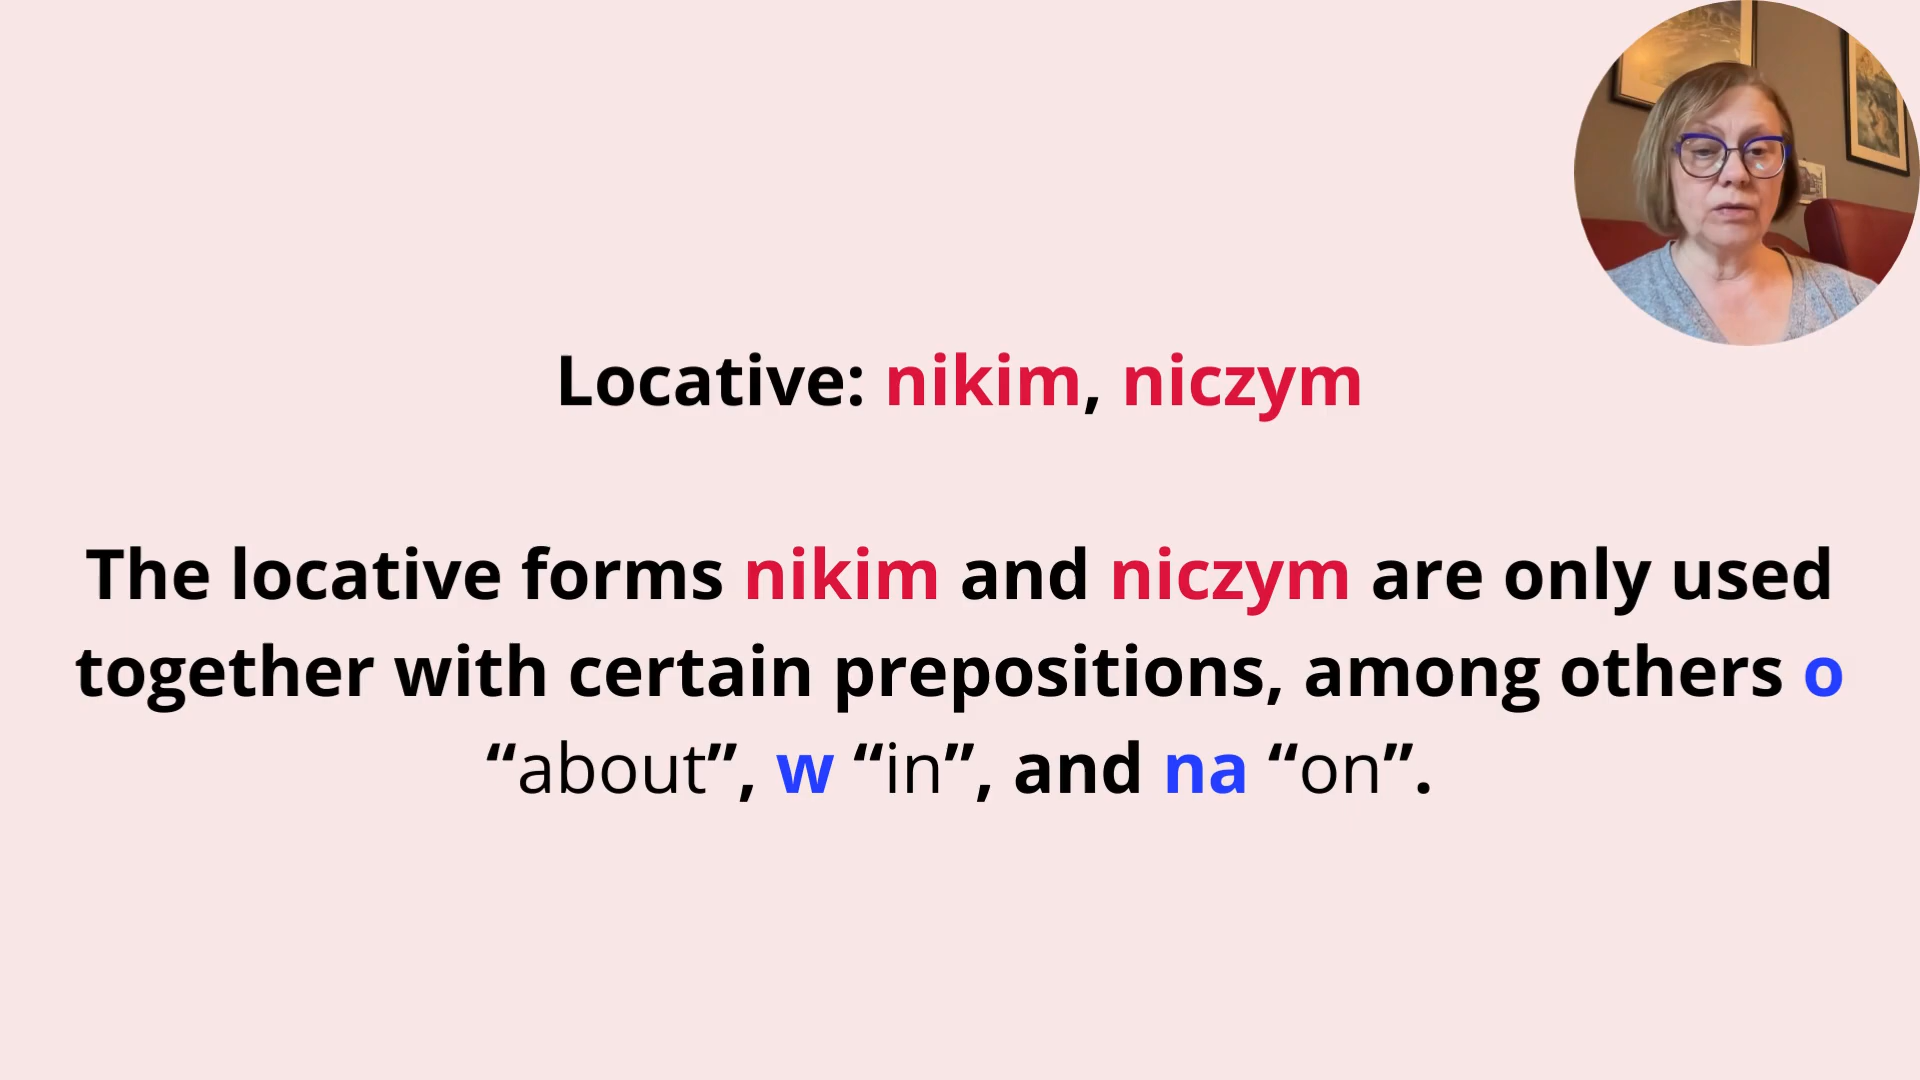 Locative: nikim, niczym
The locative forms nikim and niczym are only used
together with certain prepositions, among others o
“about”, w “in”, and na “on”.